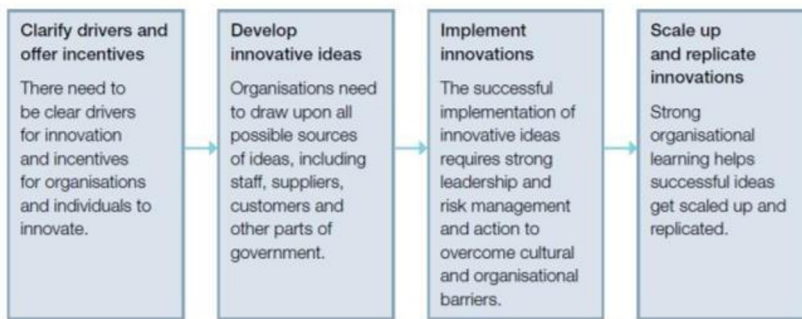 Clarify drivers and
offer incentives
There need to
be clear drivers
for innovation
and incentives
for organisations
and individuals to
innovate.
Develop
innovative ideas
Organisations need
to draw upon all
possible sources
of ideas, including
staff, suppliers,
customers and
other parts of
government.
Implement
innovations
The successful
implementation of
innovative ideas
requires strong
leadership and
risk management
and action to
overcome cultural
and organisational
barriers.
Scale up
and replicate
innovations
Strong
organisational
learning helps
successful ideas
get scaled up and
replicated.